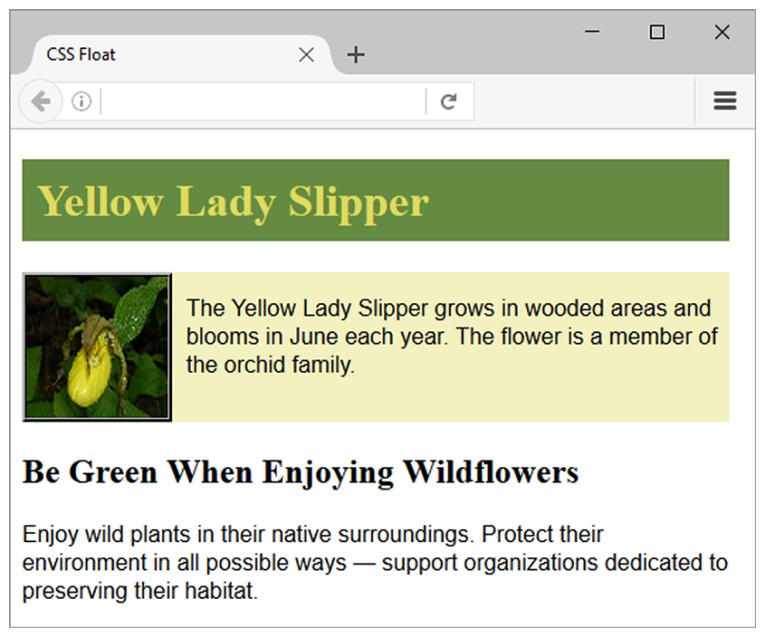 CSS Float
Yellow Lady Slipper
The Yellow Lady Slipper grows in wooded areas and
blooms in June each year. The flower is a member of
the orchid family.
Be Green When Enjoying Wildflowers
Enjoy wild plants in their native surroundings. Protect their
environment in all possible ways — support organizations dedicated to
preserving their habitat.